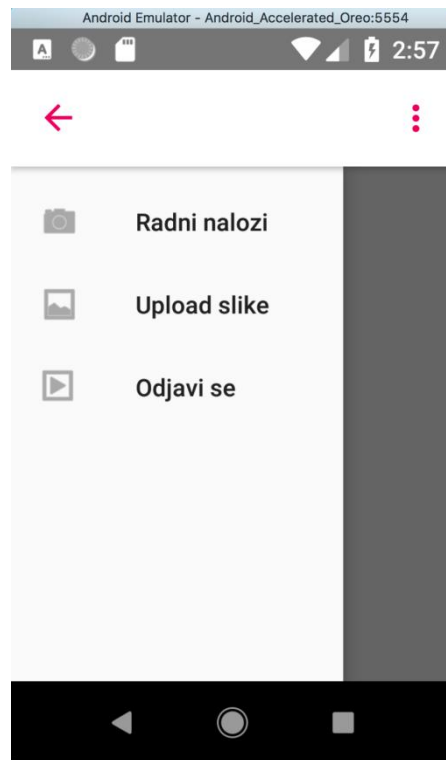 Android Emulator - Android_Accelerated_Oreo:5554
A
2:57
Radni nalozi
Upload slike
Odjavi se